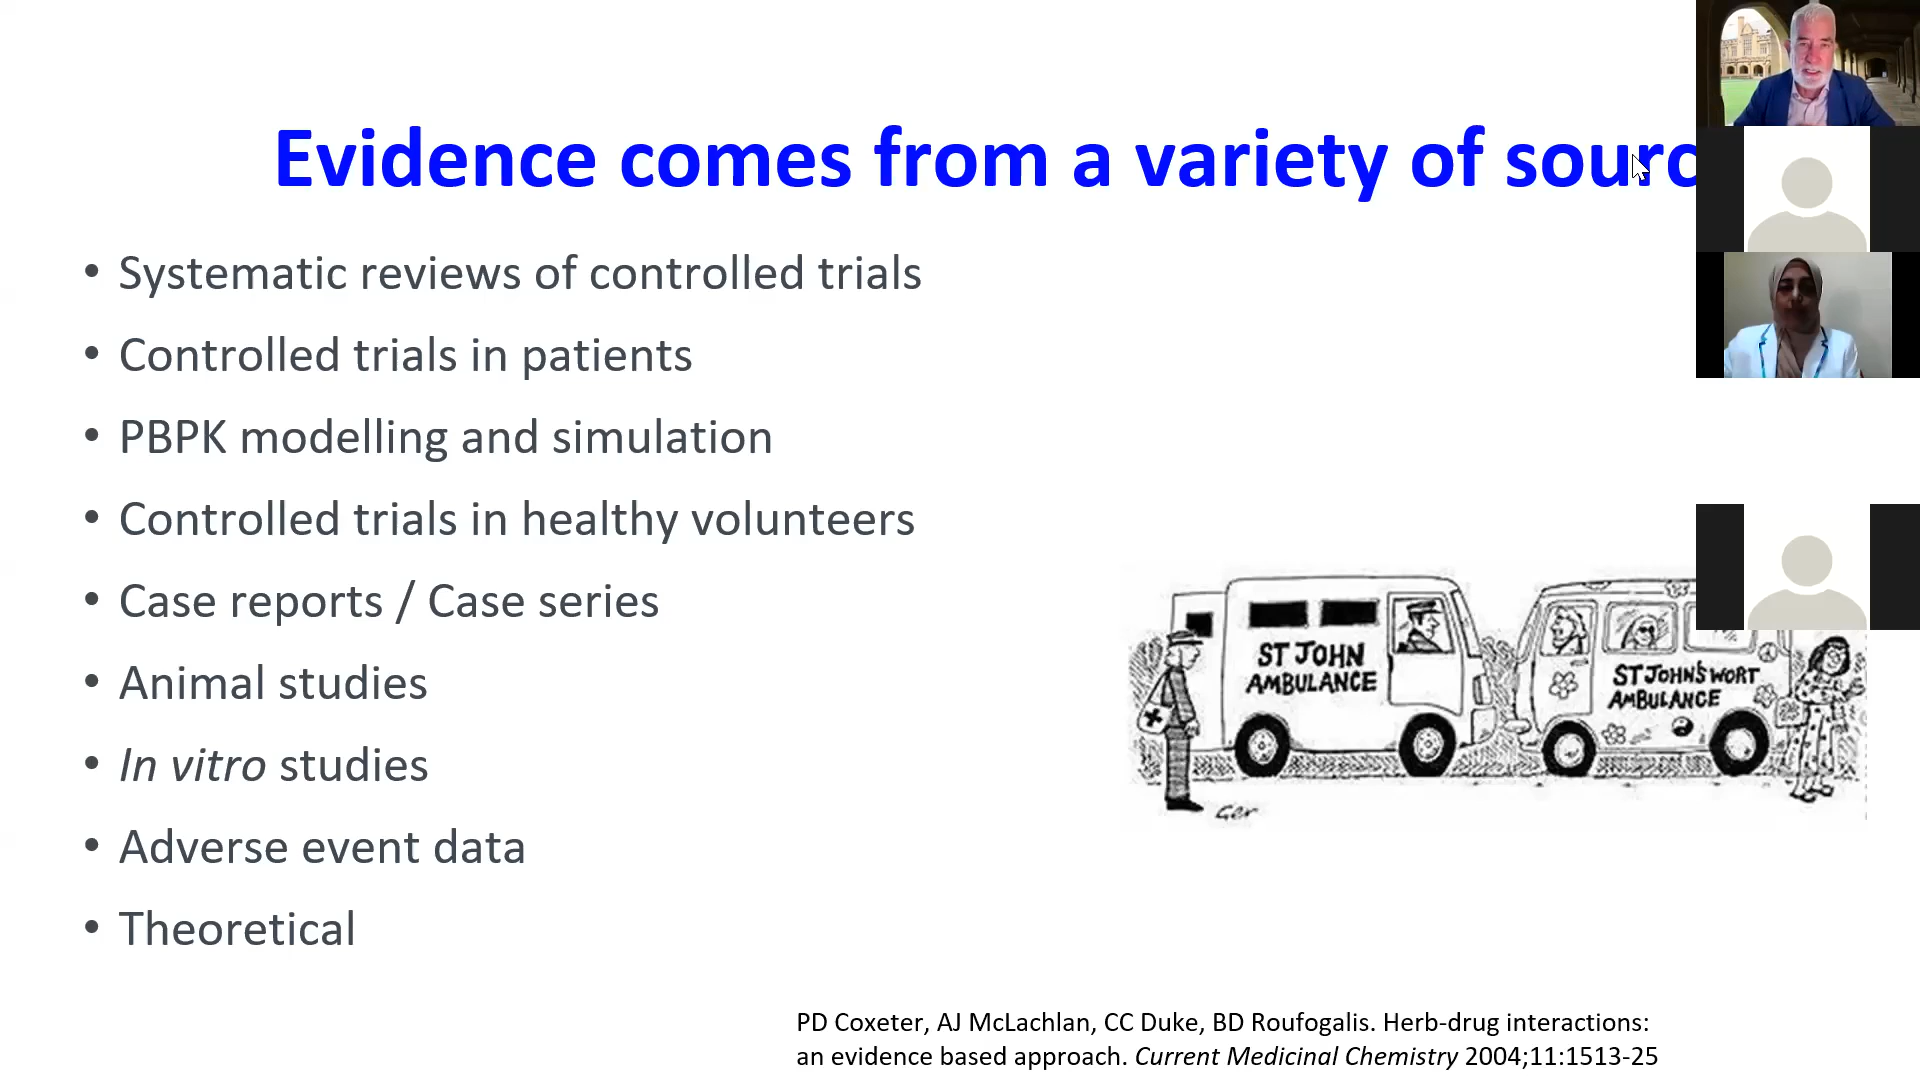 Evidence comes from a variety of sourc
• Systematic reviews of controlled trials
• Controlled trials in patients
• PBPK modelling and simulation
• Controlled trials in healthy volunteers
• Case reports / Case series
• Animal studies
• In vitro studies
• Adverse event data
• Theoretical
ST JOHN
AMBULANCE
ST JOHN'S WORT
AMBULANCE
Ger
PD Coxeter, AJ McLachlan, CC Duke, BD Roufogalis. Herb-drug interactions:
an evidence based approach. Current Medicinal Chemistry 2004;11:1513-25